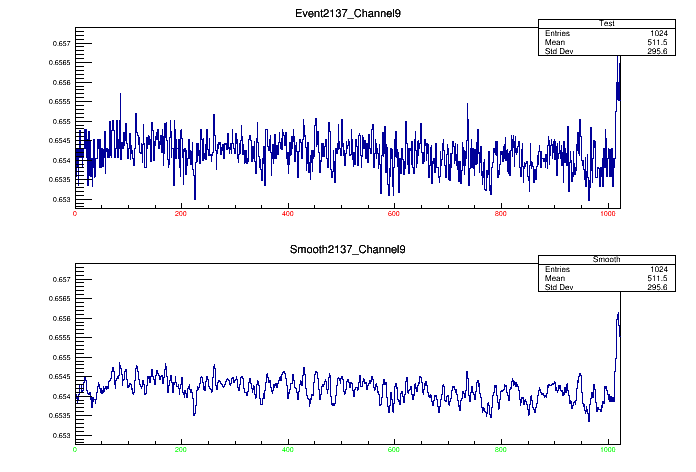 Event2137_Channel9
Test
Entries 1024
Mean 511.5
Std Dev 295.6
0.657
0.6565
0.656
0.6555
0.655
0.6545
0.654
0.6535
0.653
0 200 400 600 800 1000
Smooth2137_Channel9
Smooth
Entries 1024
Mean 511.5
Std Dev 295.6
0.657
0.6565
0.656
0.6555
0.655
0.6545
0.654
0.6535
0.653
0 200 400 600 800 1000